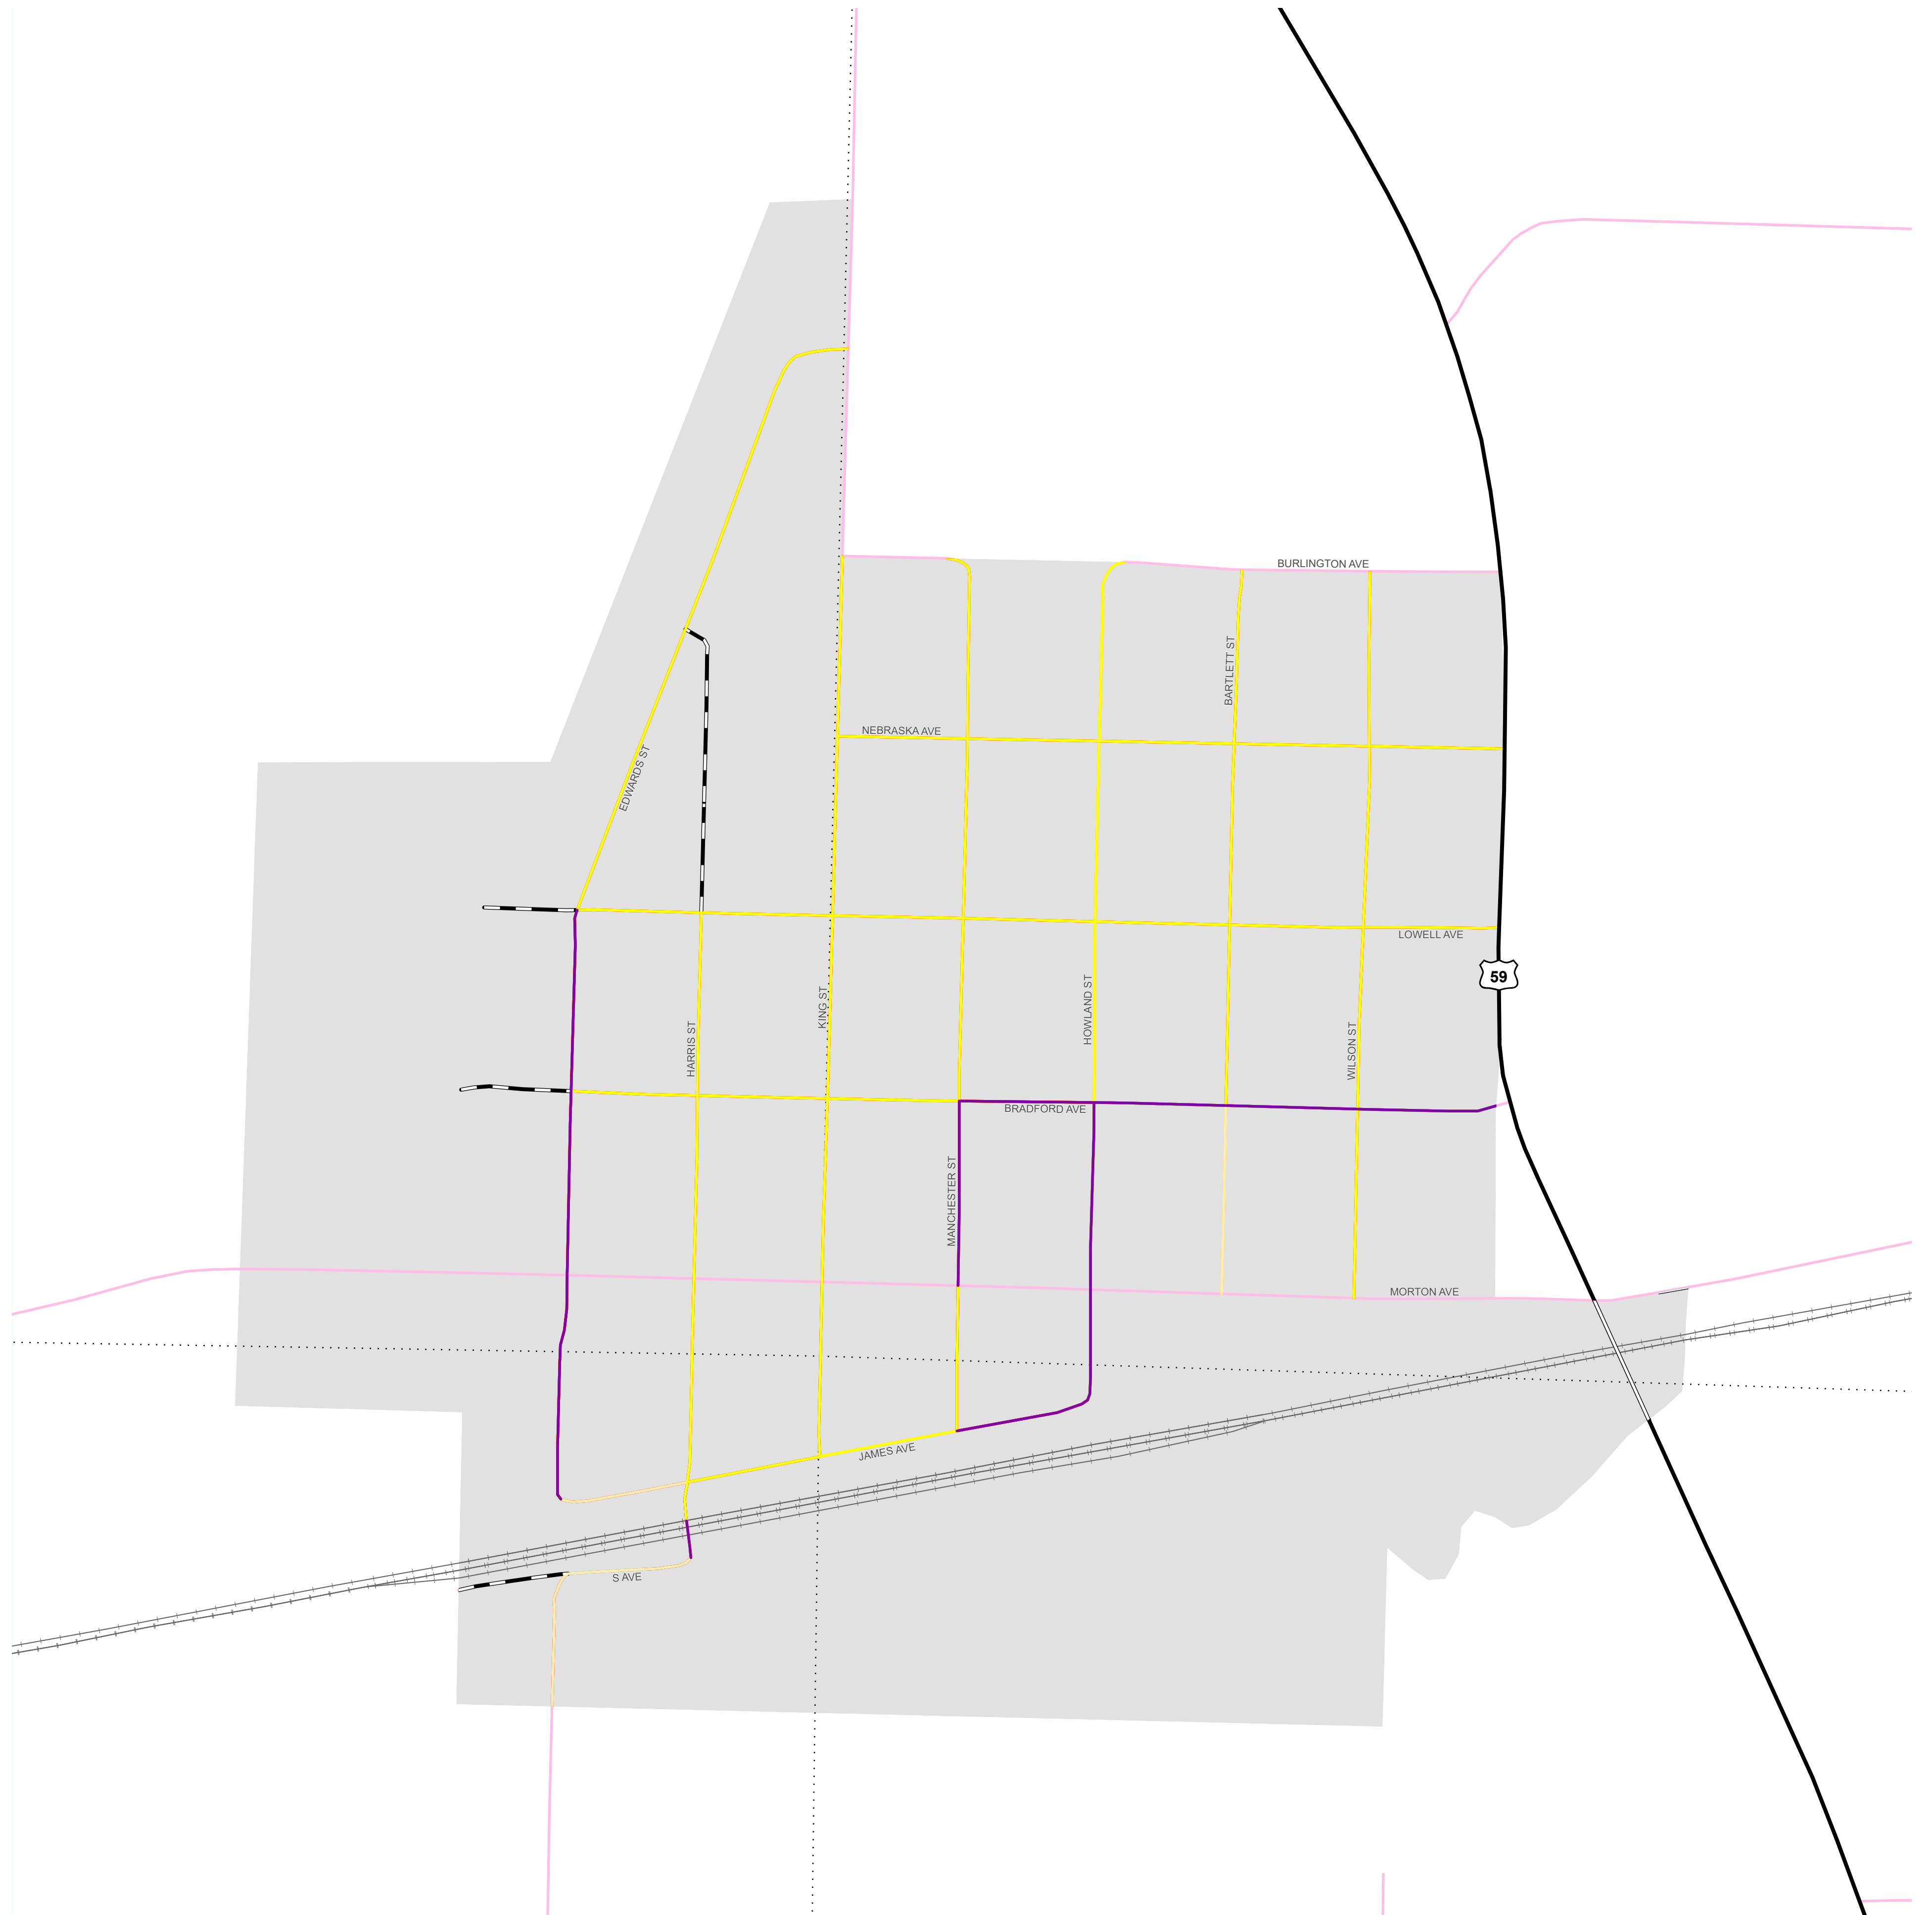 BURLINGTON AVE
BARTLETT ST
NEBRASKA AVE
EDWARDS ST
LOWELL AVE
59
KING ST
HOWLAND ST
HARRIS ST
WILSON ST
BRADFORD AVE
MANCHESTER ST
MORTON AVE
JAMES AVE
S AVE